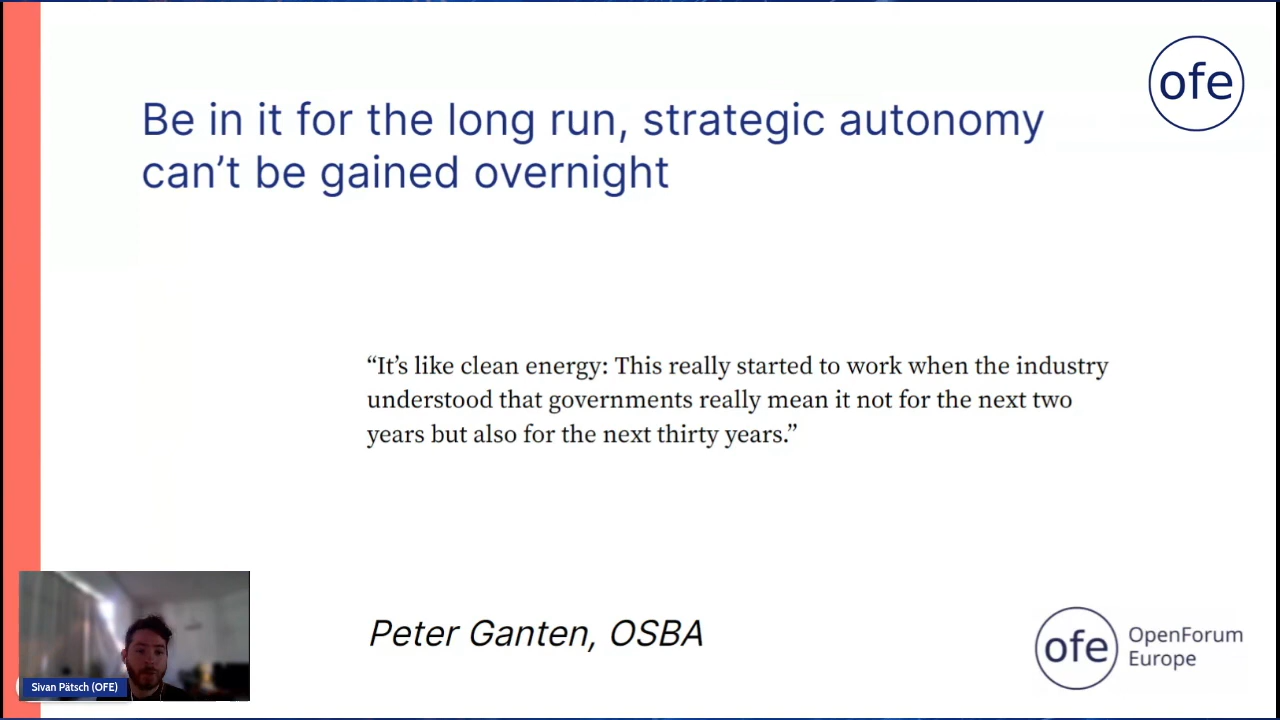 ofe
Be in it for the long run, strategic autonomy
can’t be gained overnight
“It’s like clean energy: This really started to work when the industry
understood that governments really mean it not for the next two
years but also for the next thirty years.”
Peter Ganten, OSBA
Sivan Pätsch (OFE)
ofe
OpenForum
Europe